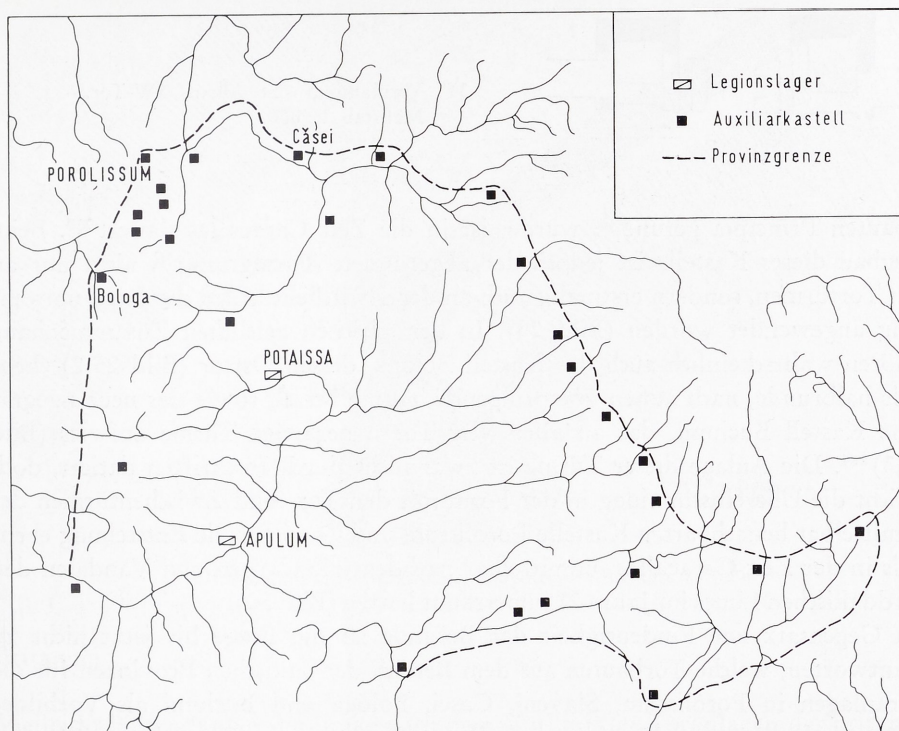 Legionslager
Auxiliarkastell
Provinzgrenze
Căsei
POROLISSUM
Bologa
POTAISSA
APULUM